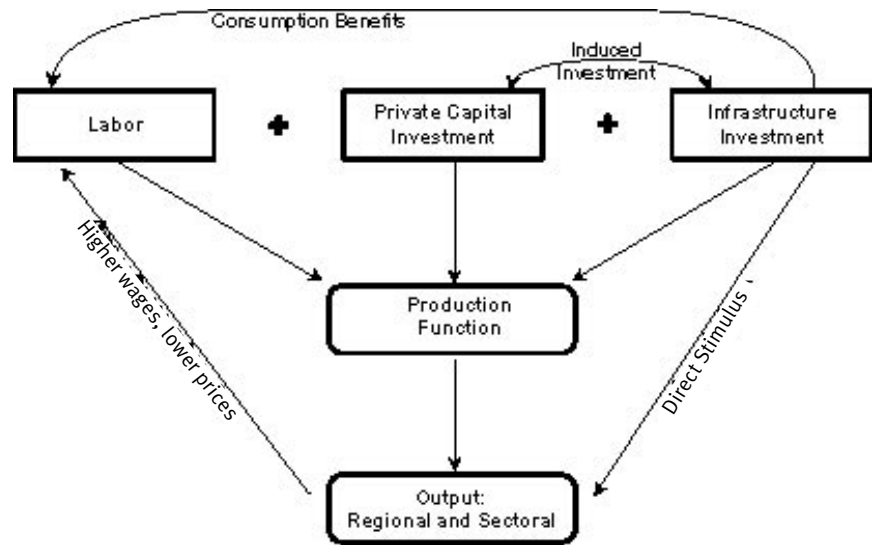 Consumption Benefits
Induced
Investment
Labor
+
Private Capital
Investment
+
Infrastructure
Investment
Higher wages, lower prices
Production
Function
Direct Stimulus
Output:
Regional and Sectoral